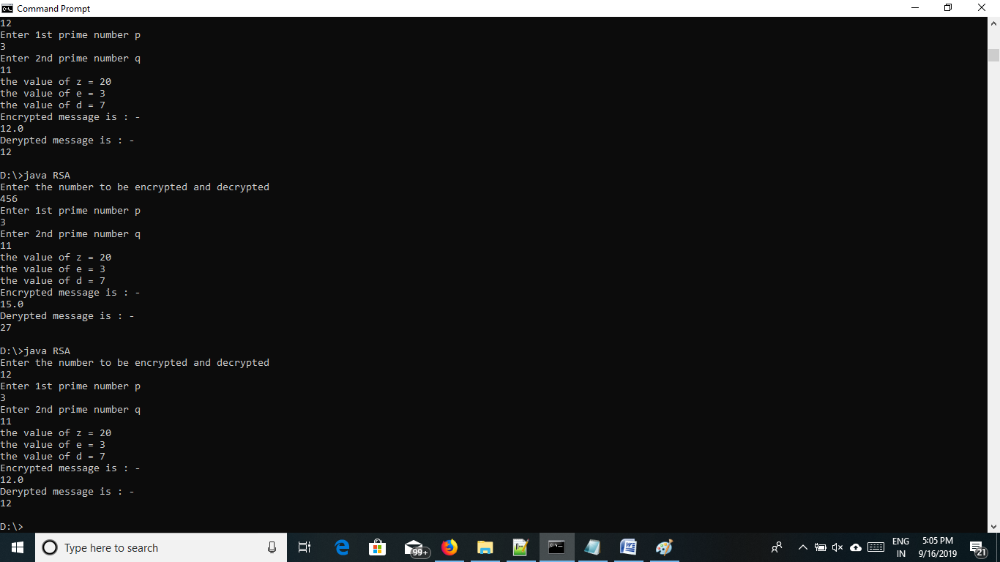 Command Prompt
12
Enter 1st prime number p
3
Enter 2nd prime number q
11
the value of z = 20
the value of e = 3
the value of d = 7
Encrypted message is : -
12.0
Derypted message is : -
12
D:\>java RSA
Enter the number to be encrypted and decrypted
456
Enter 1st prime number p
3
Enter 2nd prime number q
11
the value of z = 20
the value of e = 3
the value of d = 7
Encrypted message is : -
15.0
Derypted message is : -
27
D:\>java RSA
Enter the number to be encrypted and decrypted
12
Enter 1st prime number p
3
Enter 2nd prime number q
11
the value of z = 20
the value of e = 3
the value of d = 7
Encrypted message is : -
12.0
Derypted message is : -
12
D:\>
Type here to search
99+
ENG
IN
5:05 PM
9/16/2019
21